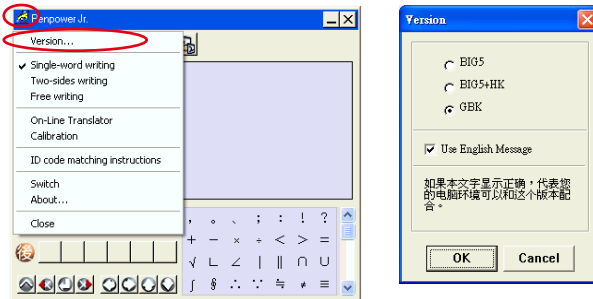 Penpower Jr.
Version...
Single-word writing
Two-sides writing
Free writing
On-Line Translator
Calibration
ID code matching instructions
Switch
About...
Close
, 。 、 ; : ! ?
+ − × ÷ < > =
√ ∟ ∠ | ∥ ∩ ∪
∫ ∮ ∴ ∵ ≒ ≠ ≡
後
Version
BIG5
BIG5+HK
GBK
Use English Message
如果本文字显示正确，代表您
的电脑环境可以和这个版本配
合。
OK
Cancel